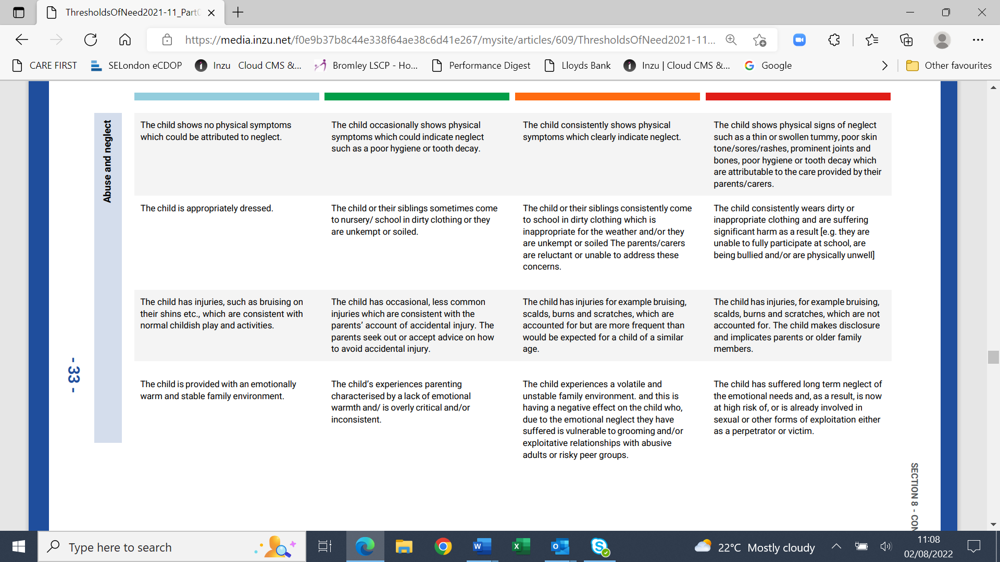 ThresholdsOfNeed2021-11_Part
https://media.inzu.net/f0e9b37b8c44e338f64ae38c6d41e267/mysite/articles/609/ThresholdsOfNeed2021-11...
CARE FIRST
SELondon eCDOP
Inzu Cloud CMS &...
Bromley LSCP - Ho...
Performance Digest
Lloyds Bank
Inzu | Cloud CMS &...
Google
Other favourites
Abuse and neglect
The child shows no physical symptoms
which could be attributed to neglect.
The child occasionally shows physical
symptoms which could indicate neglect
such as a poor hygiene or tooth decay.
The child consistently shows physical
symptoms which clearly indicate neglect.
The child shows physical signs of neglect
such as a thin or swollen tummy, poor skin
tone/sores/rashes, prominent joints and
bones, poor hygiene or tooth decay which
are attributable to the care provided by their
parents/carers.
The child is appropriately dressed.
The child or their siblings sometimes come
to nursery/ school in dirty clothing or they
are unkempt or soiled.
The child or their siblings consistently come
to school in dirty clothing which is
inappropriate for the weather and/or they
are unkempt or soiled The parents/carers
are reluctant or unable to address these
concerns.
The child consistently wears dirty or
inappropriate clothing and are suffering
significant harm as a result [e.g. they are
unable to fully participate at school, are
being bullied and/or are physically unwell]
The child has injuries, such as bruising on
their shins etc., which are consistent with
normal childish play and activities.
The child has occasional, less common
injuries which are consistent with the
parents’ account of accidental injury. The
parents seek out or accept advice on how
to avoid accidental injury.
The child has injuries for example bruising,
scalds, burns and scratches, which are
accounted for but are more frequent than
would be expected for a child of a similar
age.
The child has injuries, for example bruising,
scalds, burns and scratches, which are not
accounted for. The child makes disclosure
and implicates parents or older family
members.
The child is provided with an emotionally
warm and stable family environment.
The child’s experiences parenting
characterised by a lack of emotional
warmth and/ is overly critical and/or
inconsistent.
The child experiences a volatile and
unstable family environment. and this is
having a negative effect on the child who,
due to the emotional neglect they have
suffered is vulnerable to grooming and/or
exploitative relationships with abusive
adults or risky peer groups.
The child has suffered long term neglect of
the emotional needs and, as a result, is now
at high risk of, or is already involved in
sexual or other forms of exploitation either
as a perpetrator or victim.
- 33 -
SECTION 8 - CON
Type here to search
22°C Mostly cloudy
11:08
02/08/2022